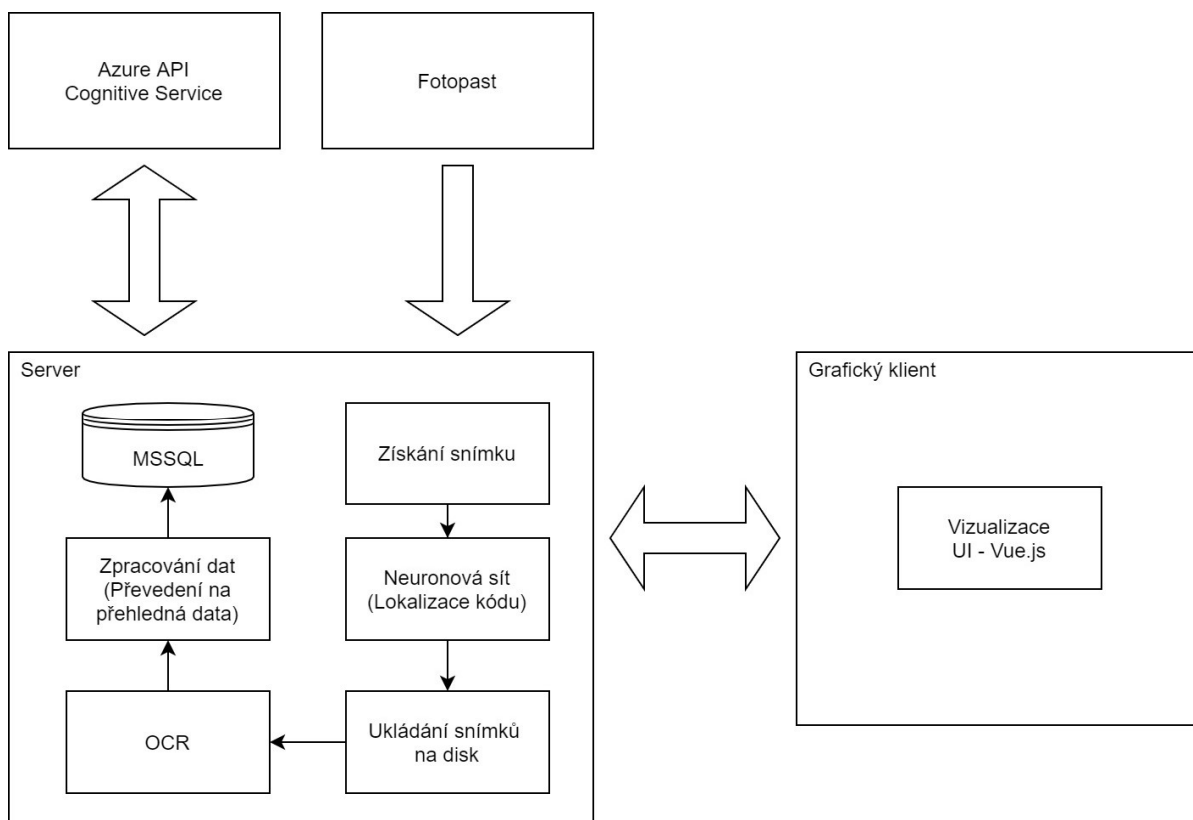 Azure API
Cognitive Service
Fotopast
Server
MSSQL
Získání snímku
Zpracování dat
(Převedení na
přehledná data)
Neuronová sít
(Lokalizace kódu)
OCR
Ukládání snímků
na disk
Grafický klient
Vizualizace
UI - Vue.js